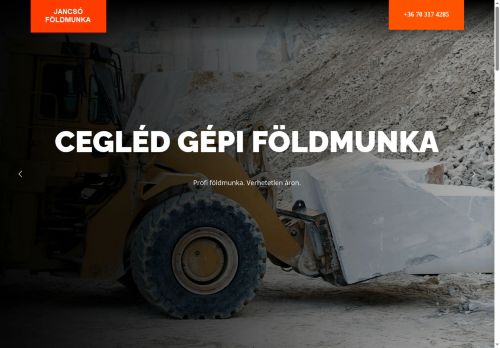 JANCSÓ
FÖLDMUNKA
+36 70 317 4285
CEGLÉD GÉPI FÖLDMUNKA
Profi földmunka. Verhetetlen áron.